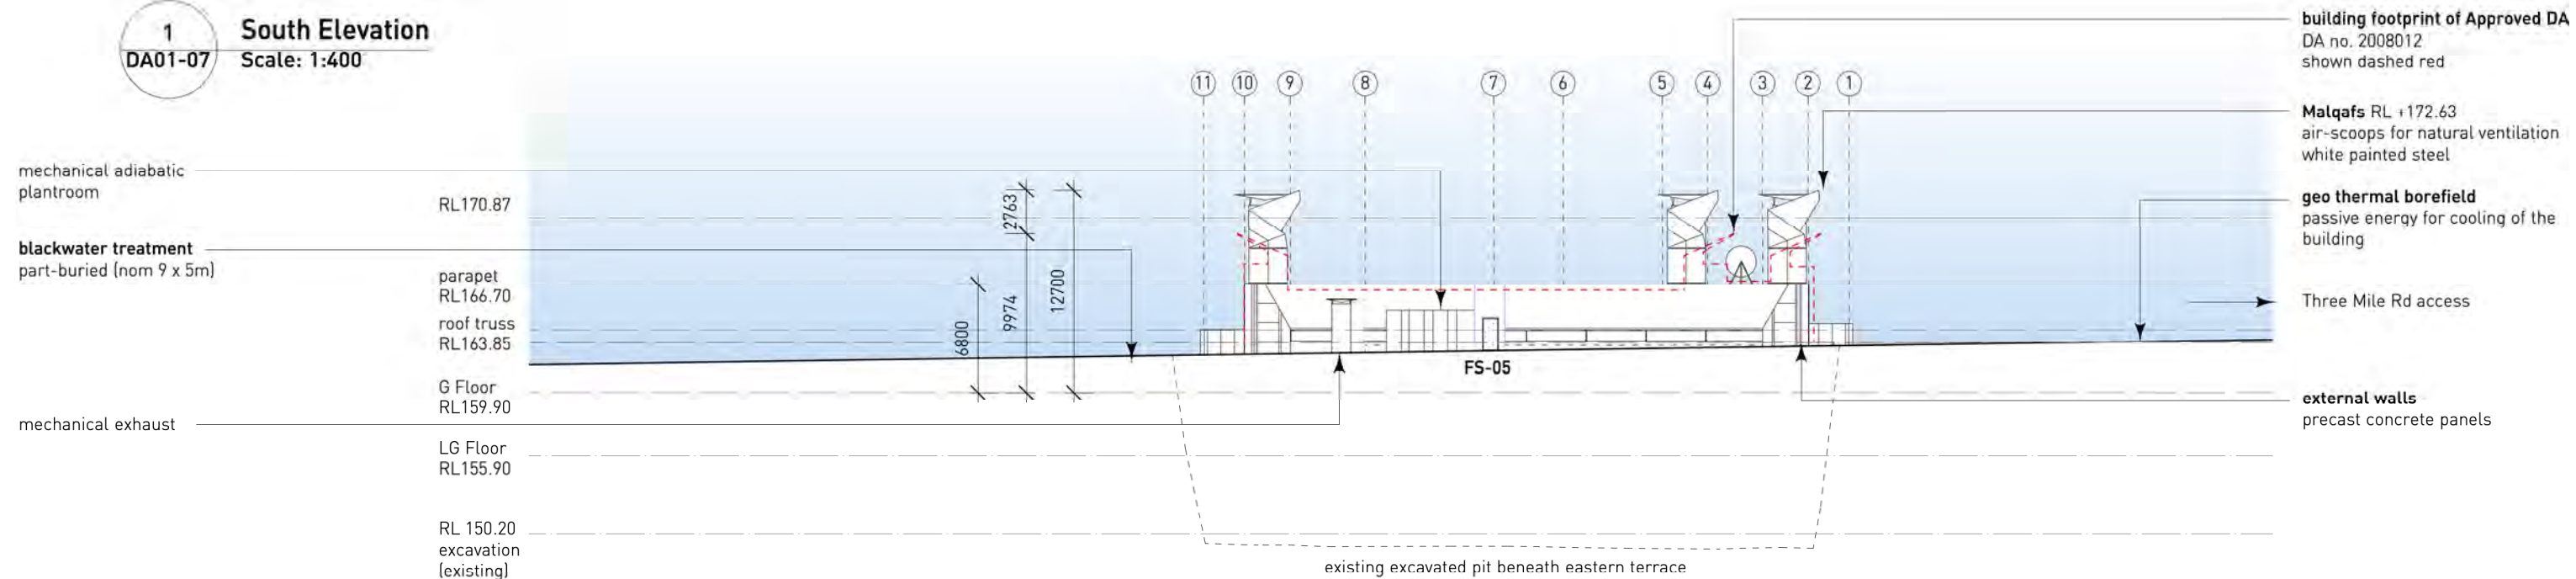 1
DA01-07
South Elevation
Scale: 1:400
building footprint of Approved DA
DA no. 2008012
shown dashed red
11 10 9 8 7 6 5 4 3 2 1
Malqafs RL +172.63
air-scoops for natural ventilation
white painted steel
mechanical adiabatic
plantroom
RL170.87
2763
geo thermal borefield
passive energy for cooling of the
building
blackwater treatment
part-buried (nom 9 x 5m)
parapet
RL166.70
12700
9974
6800
Three Mile Rd access
roof truss
RL163.85
FS-05
G Floor
RL159.90
external walls
precast concrete panels
mechanical exhaust
LG Floor
RL155.90
RL 150.20
excavation
(existing)
existing excavated pit beneath eastern terrace